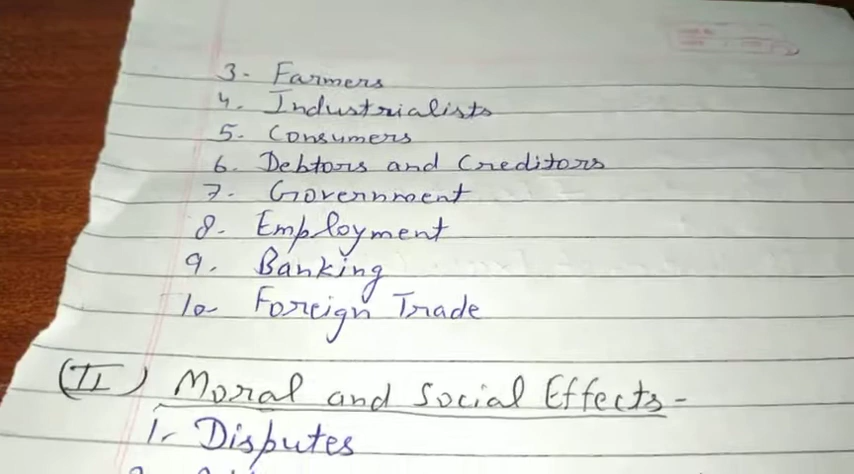 3- Farmers
4. Industrialists
5- Consumers
6. Debtors and Creditors
7- Government
8- Employment
9. Banking
10- Foreign Trade
(II) Moral and Social Effects-
1. Disputes